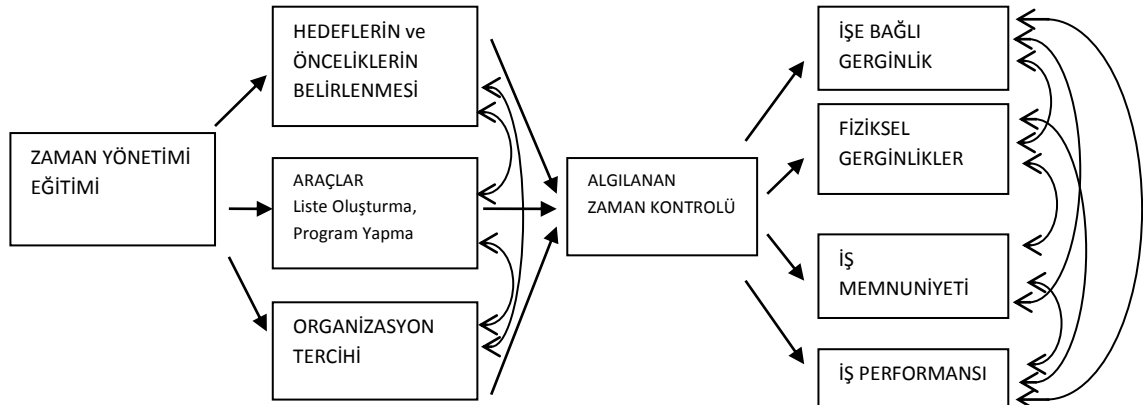 ZAMAN YÖNETİMİ
EĞİTİMİ
HEDEFLERİN ve
ÖNCELİKLERİN
BELİRLENMESİ
ARAÇLAR
Liste Oluşturma,
Program Yapma
ORGANİZASYON
TERCİHİ
ALGILANAN
ZAMAN KONTROLÜ
İŞE BAĞLI
GERGİNLİK
FİZİKSEL
GERGİNLİKLER
İŞ
MEMNUNİYETİ
İŞ PERFORMANSI